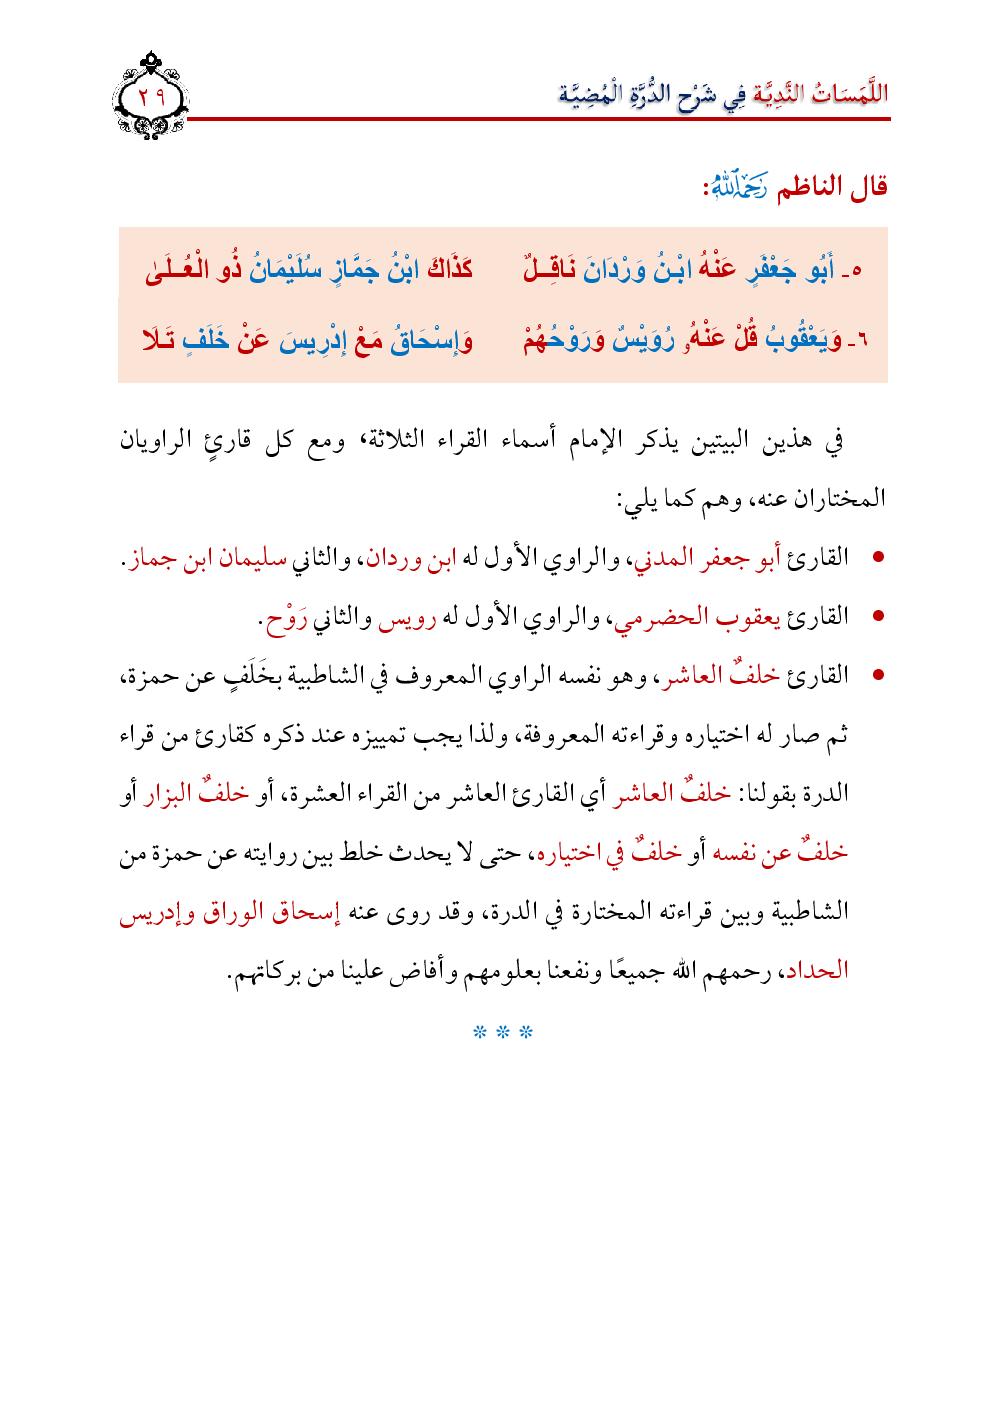 اللَّمَسَاتُ النَّدِيَّة فِي شَرْح الدُّرَّةِ الْمُضِيَّة
٢٩
قال الناظم رَحِمَهُ اللَّهُ:
٥- أَبُو جَعْفَرٍ عَنْهُ ابْنُ وَرْدَانَ نَاقِـلٌ كَذَاكَ ابْنُ جَمَّازٍ سُلَيْمَانُ ذُو الْعُـلَىٰ
٦- وَيَعْقُوبُ قُلْ عَنْهُۥ رُوَيْسٌ وَرَوْحُهُمْ وَإِسْحَاقُ مَعْ إِدْرِيسَ عَنْ خَلَفٍ تَـلَا
في هذين البيتين يذكر الإمام أسماء القراء الثلاثة، ومع كل قارئٍ الراويان
المختاران عنه، وهم كما يلي:
• القارئ أبو جعفر المدني، والراوي الأول له ابن وردان، والثاني سليمان ابن جماز.
• القارئ يعقوب الحضرمي، والراوي الأول له رويس والثاني رَوْح.
• القارئ خلفٌ العاشر، وهو نفسه الراوي المعروف في الشاطبية بخَلَفٍ عن حمزة،
ثم صار له اختياره وقراءته المعروفة، ولذا يجب تمييزه عند ذكره كقارئ من قراء
الدرة بقولنا: خلفٌ العاشر أي القارئ العاشر من القراء العشرة، أو خلفٌ البزار أو
خلفٌ عن نفسه أو خلفٌ في اختياره، حتى لا يحدث خلط بين روايته عن حمزة من
الشاطبية وبين قراءته المختارة في الدرة، وقد روى عنه إسحاق الوراق وإدريس
الحداد، رحمهم الله جميعًا ونفعنا بعلومهم وأفاض علينا من بركاتهم.
* * *